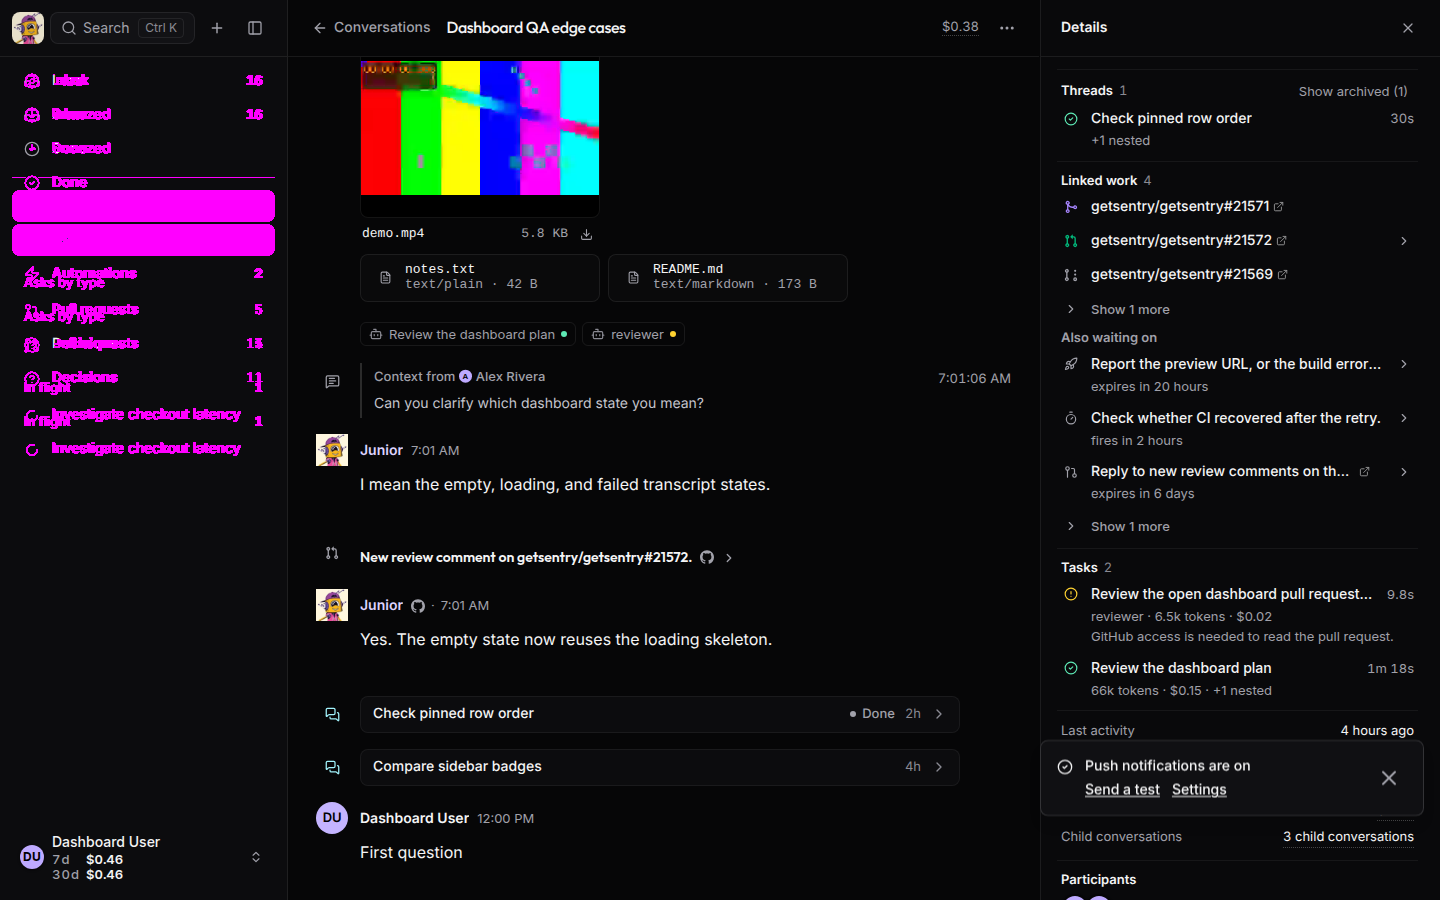 Search Ctrl K
16
16
Done
Automations 2
Asks by type
5
Asks by type
Decisions
In flight 1
Investigate checkout latency
In flight 1
Investigate checkout latency
DU Dashboard User
7d $0.46
30d $0.46
Conversations Dashboard QA edge cases $0.38
demo.mp4 5.8 KB
notes.txt
text/plain · 42 B
README.md
text/markdown · 173 B
Review the dashboard plan
reviewer
Context from A Alex Rivera 7:01:06 AM
Can you clarify which dashboard state you mean?
Junior 7:01 AM
I mean the empty, loading, and failed transcript states.
New review comment on getsentry/getsentry#21572.
Junior · 7:01 AM
Yes. The empty state now reuses the loading skeleton.
Check pinned row order Done 2h
Compare sidebar badges 4h
DU Dashboard User 12:00 PM
First question
Details
Threads 1 Show archived (1)
Check pinned row order 30s
+1 nested
Linked work 4
getsentry/getsentry#21571
getsentry/getsentry#21572
getsentry/getsentry#21569
Show 1 more
Also waiting on
Report the preview URL, or the build error...
expires in 20 hours
Check whether CI recovered after the retry.
fires in 2 hours
Reply to new review comments on th...
expires in 6 days
Show 1 more
Tasks 2
Review the open dashboard pull request... 9.8s
reviewer · 6.5k tokens · $0.02
GitHub access is needed to read the pull request.
Review the dashboard plan 1m 18s
66k tokens · $0.15 · +1 nested
Last activity 4 hours ago
Push notifications are on
Send a test Settings
Child conversations 3 child conversations
Participants